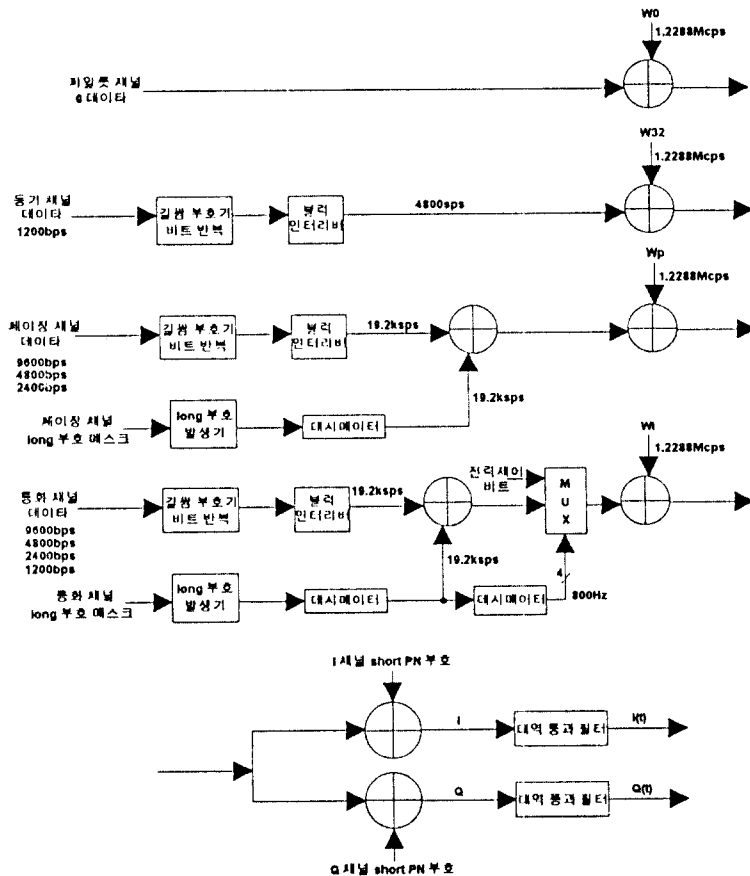 W0
1.2288Mcps
파일롯 채널
0 데이타
W32
1.2288Mcps
동기 채널
데이타
1200bps
길쌈 부호기
비트 반복
블럭
인터리버
4800sps
Wp
1.2288Mcps
페이징 채널
데이타
9600bps
4800bps
2400bps
길쌈 부호기
비트 반복
블럭
인터리버
19.2ksps
19.2ksps
페이징 채널
long 부호 메스크
long 부호
발생기
데시메이터
Wi
1.2288Mcps
통화 채널
데이타
9600bps
4800bps
2400bps
1200bps
길쌈 부호기
비트 반복
블럭
인터리버
19.2ksps
전력제어
비트
M
U
X
19.2ksps
4
800Hz
통화 채널
long 부호 메스크
long 부호
발생기
데시메이터
데시메이터
I 채널 short PN 부호
I
대역 통과 필터
I(t)
Q
대역 통과 필터
Q(t)
Q 채널 short PN 부호